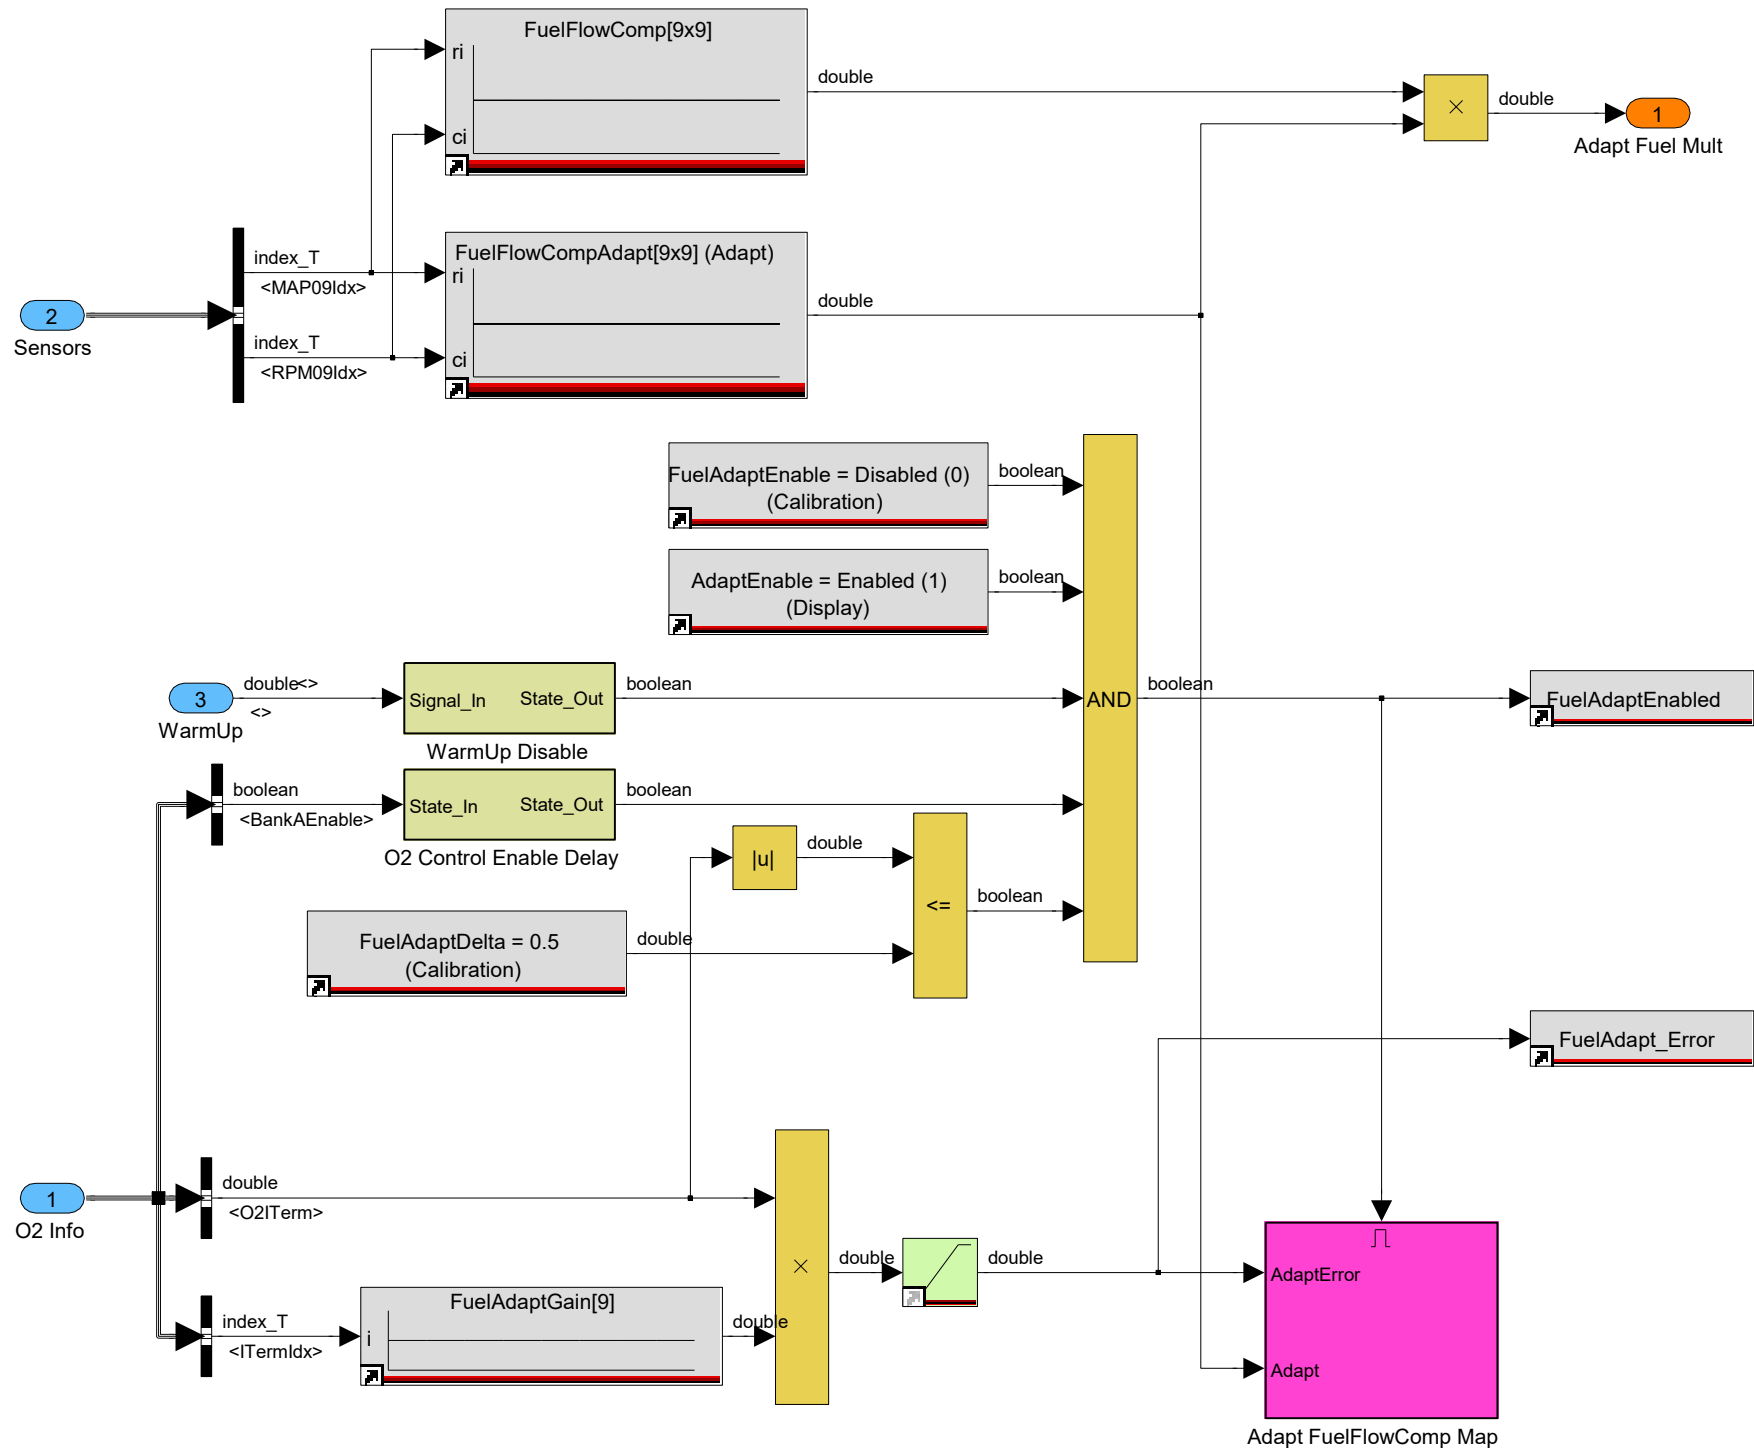 FuelFlowComp[9x9]
ri
ci
double
×
double
1
Adapt Fuel Mult
2
Sensors
index_T
<MAP09Idx>
index_T
<RPM09Idx>
FuelFlowCompAdapt[9x9] (Adapt)
ri
ci
double
FuelAdaptEnable = Disabled (0)
(Calibration)
boolean
AdaptEnable = Enabled (1)
(Display)
boolean
3
WarmUp
double<>
<>
Signal_In
State_Out
WarmUp Disable
boolean
AND
boolean
FuelAdaptEnabled
boolean
<BankAEnable>
State_In
State_Out
O2 Control Enable Delay
boolean
|u|
double
<=
boolean
FuelAdaptDelta = 0.5
(Calibration)
double
FuelAdapt_Error
1
O2 Info
double
<O2ITerm>
index_T
<ITermIdx>
FuelAdaptGain[9]
i
double
×
double
double
AdaptError
Adapt
Adapt FuelFlowComp Map